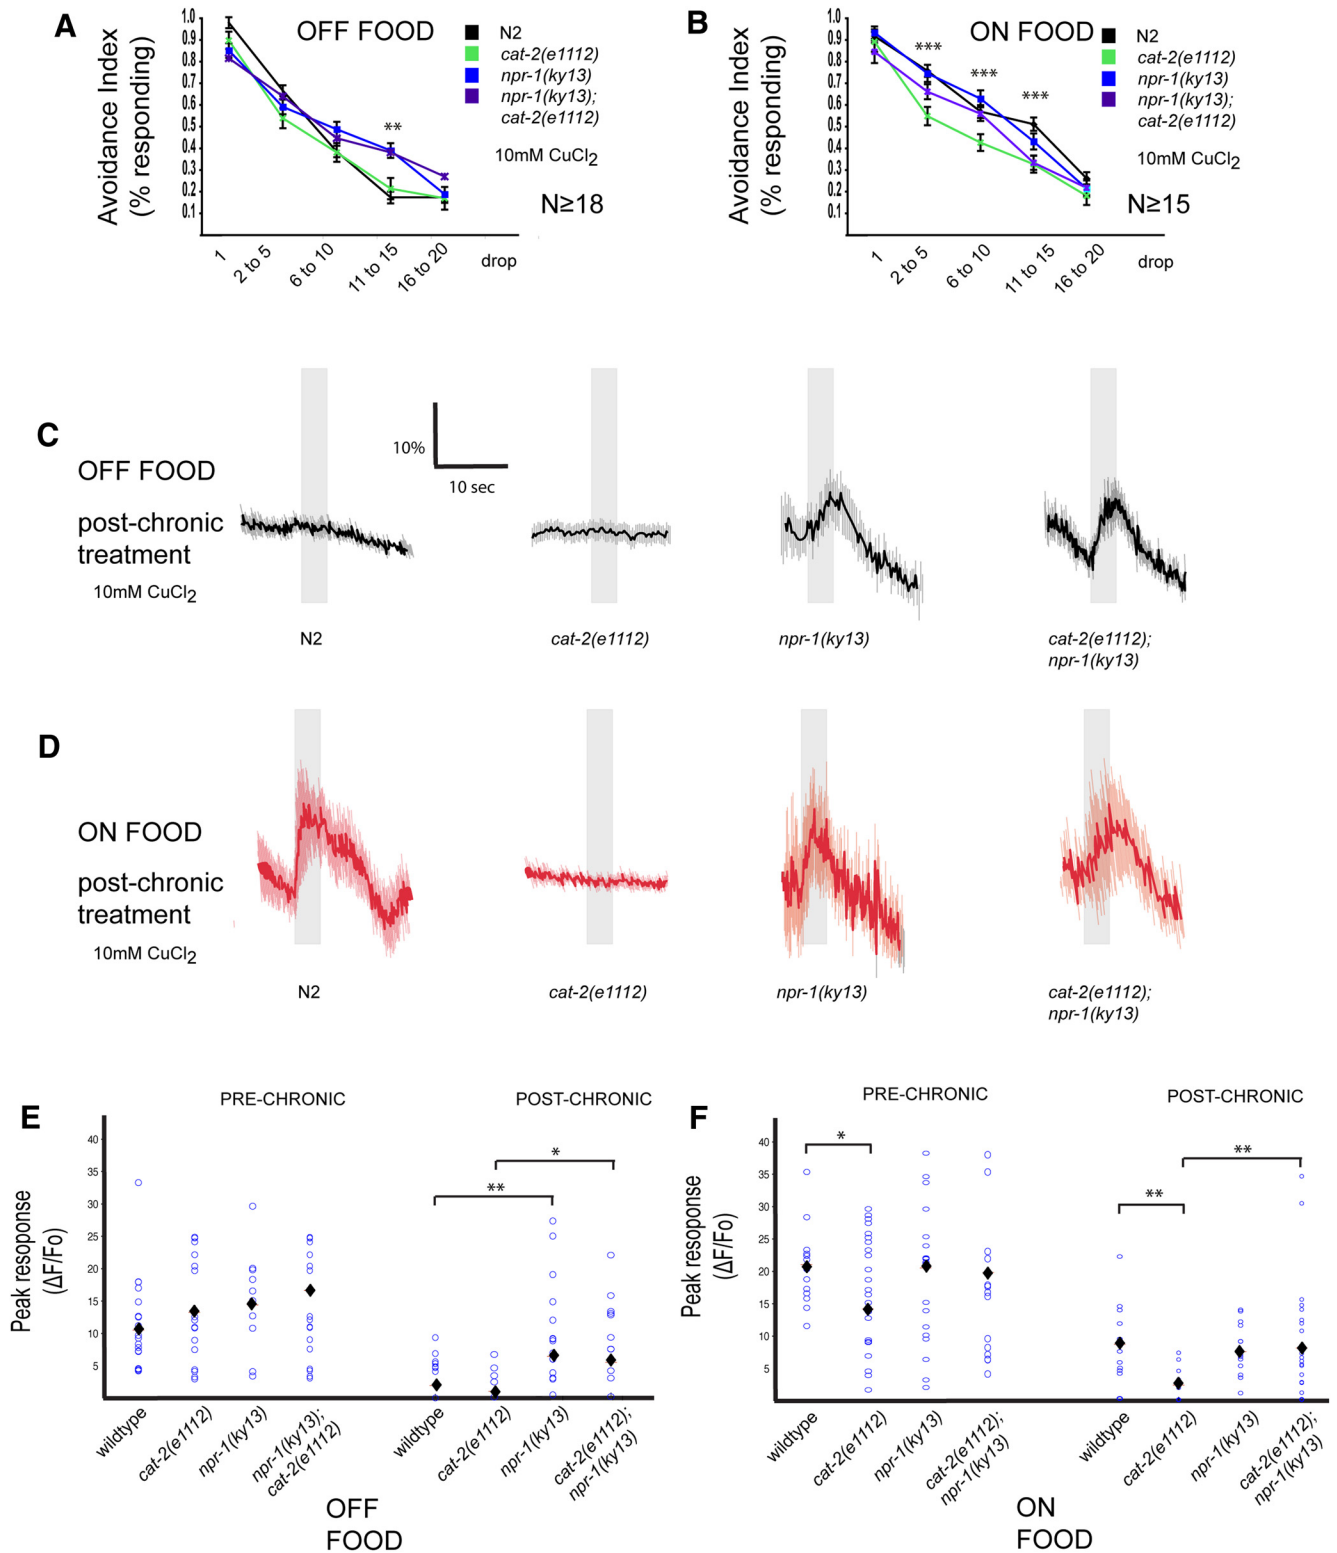 A
OFF FOOD
Avoidance Index
(% responding)
1.0
0.9
0.8
0.7
0.6
0.5
0.4
0.3
0.2
0.1
N2
cat-2(e1112)
npr-1(ky13)
npr-1(ky13);
cat-2(e1112)
**
10mM CuCl2
N≥18
1
2 to 5
6 to 10
11 to 15
16 to 20
drop
B
ON FOOD
Avoidance Index
(% responding)
1.0
0.9
0.8
0.7
0.6
0.5
0.4
0.3
0.2
0.1
N2
cat-2(e1112)
npr-1(ky13)
npr-1(ky13);
cat-2(e1112)
***
***
***
10mM CuCl2
N≥15
1
2 to 5
6 to 10
11 to 15
16 to 20
drop
C
OFF FOOD
post-chronic
treatment
10mM CuCl2
10%
10 sec
N2
cat-2(e1112)
npr-1(ky13)
cat-2(e1112);
npr-1(ky13)
D
ON FOOD
post-chronic
treatment
10mM CuCl2
N2
cat-2(e1112)
npr-1(ky13)
cat-2(e1112);
npr-1(ky13)
E
PRE-CHRONIC
POST-CHRONIC
Peak resoponse
(ΔF/Fo)
40
35
30
25
20
15
10
5
**
*
wildtype
cat-2(e1112)
npr-1(ky13)
npr-1(ky13);
cat-2(e1112)
wildtype
cat-2(e1112)
npr-1(ky13)
cat-2(e1112);
npr-1(ky13)
OFF
FOOD
F
PRE-CHRONIC
POST-CHRONIC
Peak resoponse
(ΔF/Fo)
40
35
30
25
20
15
10
5
*
**
**
wildtype
cat-2(e1112)
npr-1(ky13)
cat-2(e1112);
npr-1(ky13)
wildtype
cat-2(e1112)
npr-1(ky13)
cat-2(e1112);
npr-1(ky13)
ON
FOOD